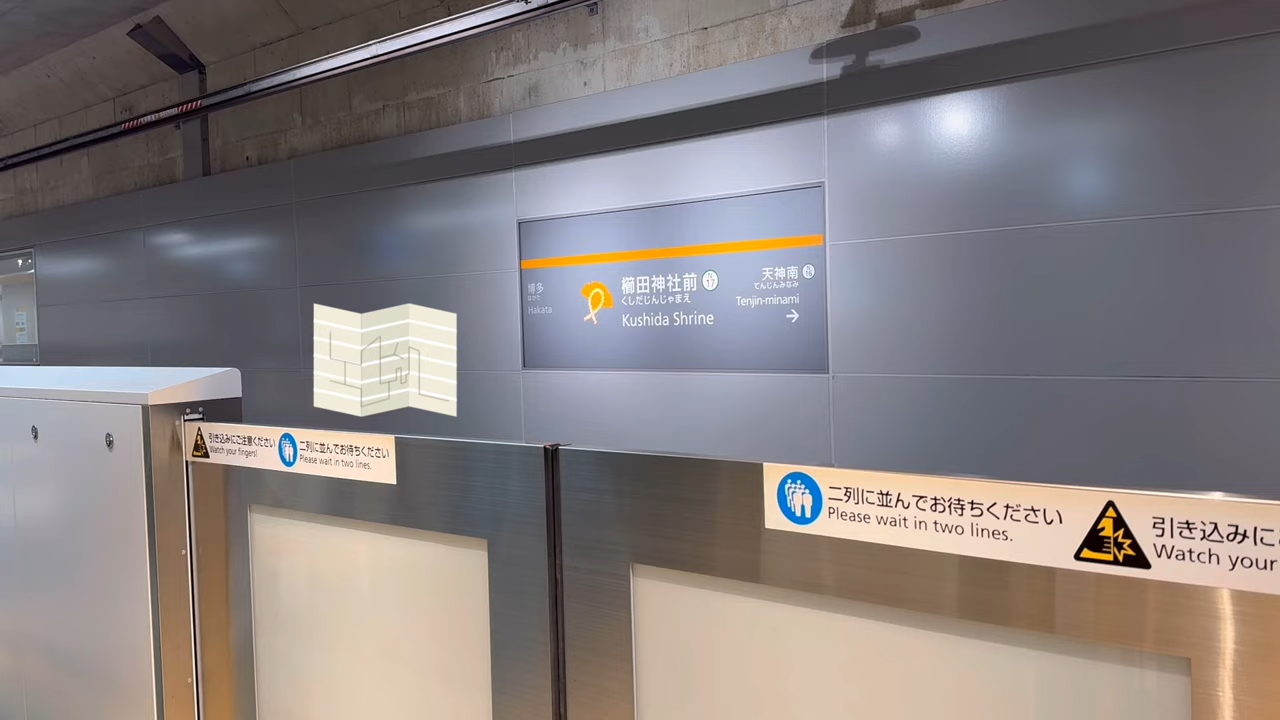 博多
はかた
Hakata
櫛田神社前
17
くしだじんじゃまえ
Kushida Shrine
天神南
てんじんみなみ
Tenjin-minami
→
引き込みにご注意ください
Watch your fingers!
二列に並んでお待ちください
Please wait in two lines.
二列に並んでお待ちください
Please wait in two lines.
引き込みに
Watch your